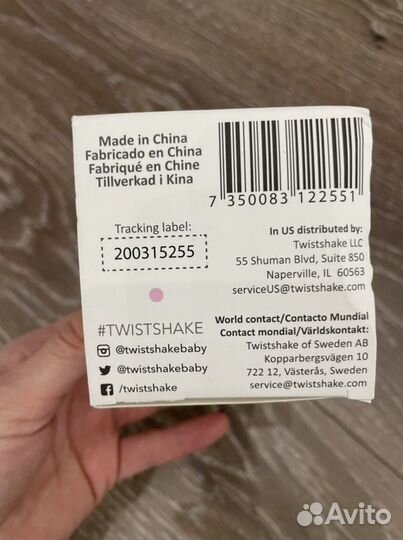 Made in China
Fabricado en China
Fabriqué en Chine
Tillverkad i Kina
7 350083 122551
Tracking label:
200315255
In US distributed by:
Twistshake LLC
55 Shuman Blvd, Suite 850
Naperville, IL 60563
serviceUS@twistshake.com
#TWISTSHAKE
@twistshakebaby
@twistshakebaby
/twistshake
World contact/Contacto Mundial
Contact mondial/Världskontakt:
Twistshake of Sweden AB
Kopparbergsvägen 10
722 12, Västerås, Sweden
service@twistshake.com
Avito